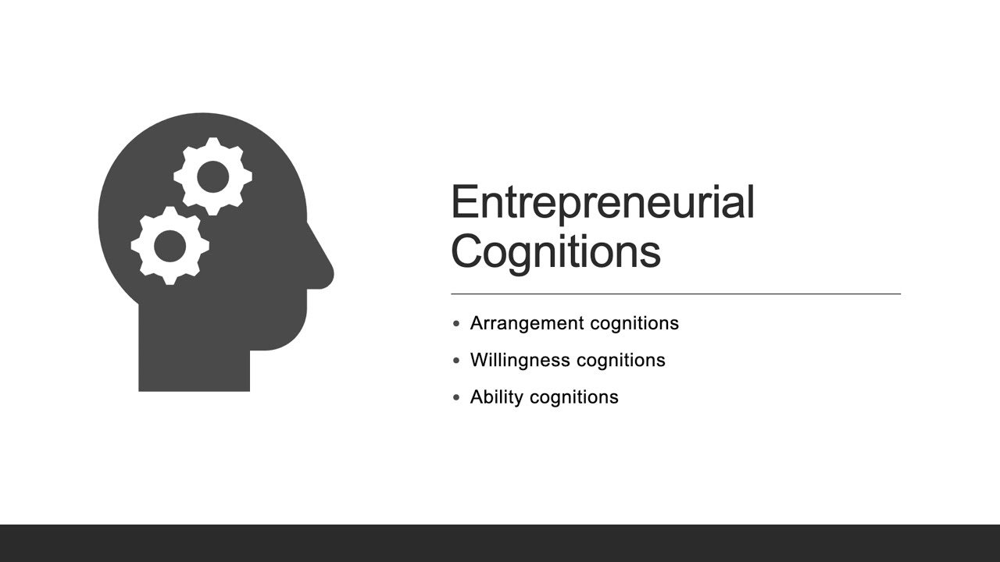 Entrepreneurial
Cognitions
• Arrangement cognitions
• Willingness cognitions
• Ability cognitions